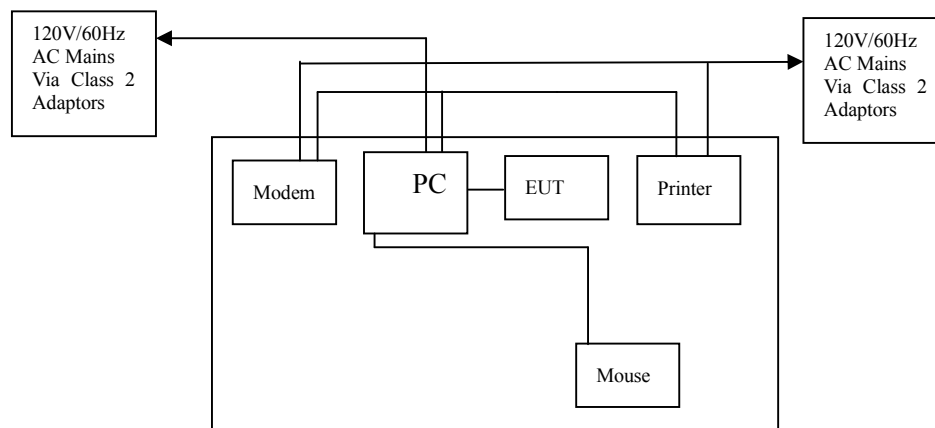 120V/60Hz
AC Mains
Via Class 2
Adaptors
120V/60Hz
AC Mains
Via Class 2
Adaptors
Modem
PC
EUT
Printer
Mouse